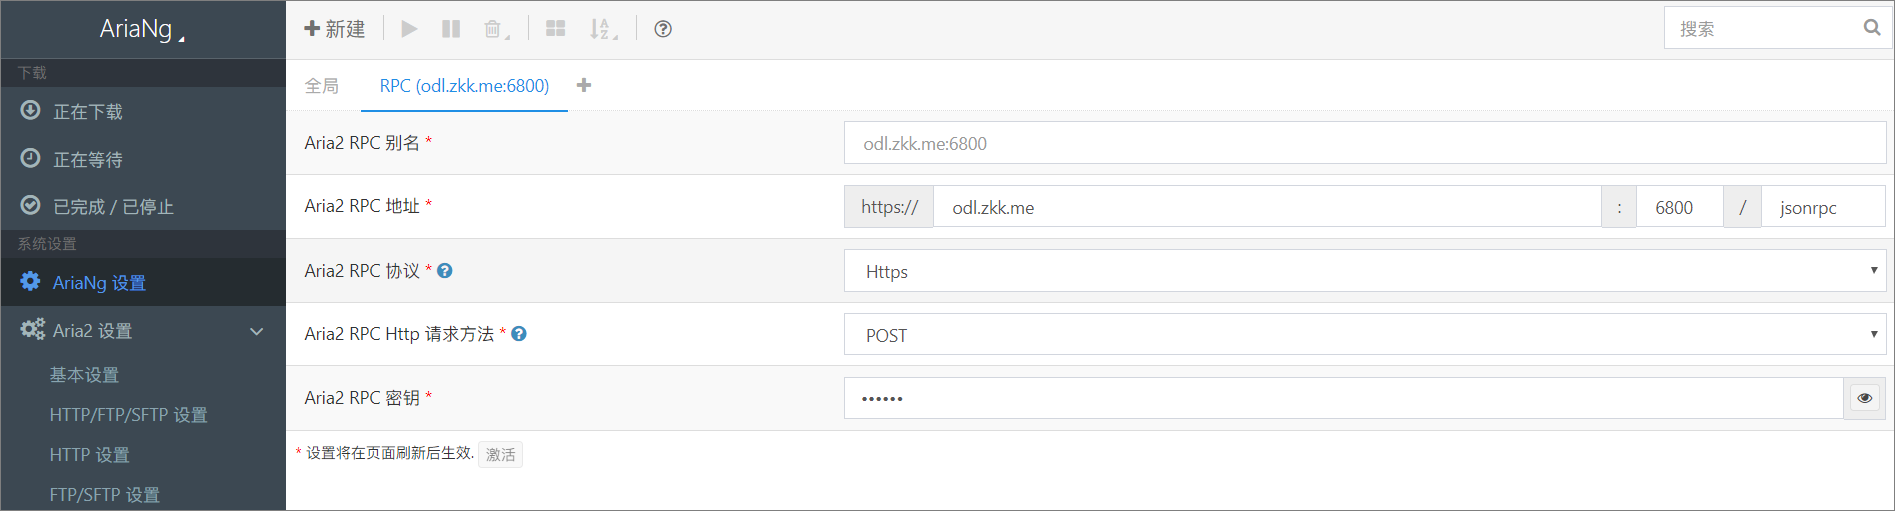 AriaNg
新建
搜索
下载
正在下载
正在等待
已完成 / 已停止
系统设置
AriaNg 设置
Aria2 设置
基本设置
HTTP/FTP/SFTP 设置
HTTP 设置
FTP/SFTP 设置
全局 RPC (odl.zkk.me:6800)
Aria2 RPC 别名 * odl.zkk.me:6800
Aria2 RPC 地址 * https:// odl.zkk.me : 6800 / jsonrpc
Aria2 RPC 协议 * Https
Aria2 RPC Http 请求方法 * POST
Aria2 RPC 密钥 * ••••••
* 设置将在页面刷新后生效. 激活